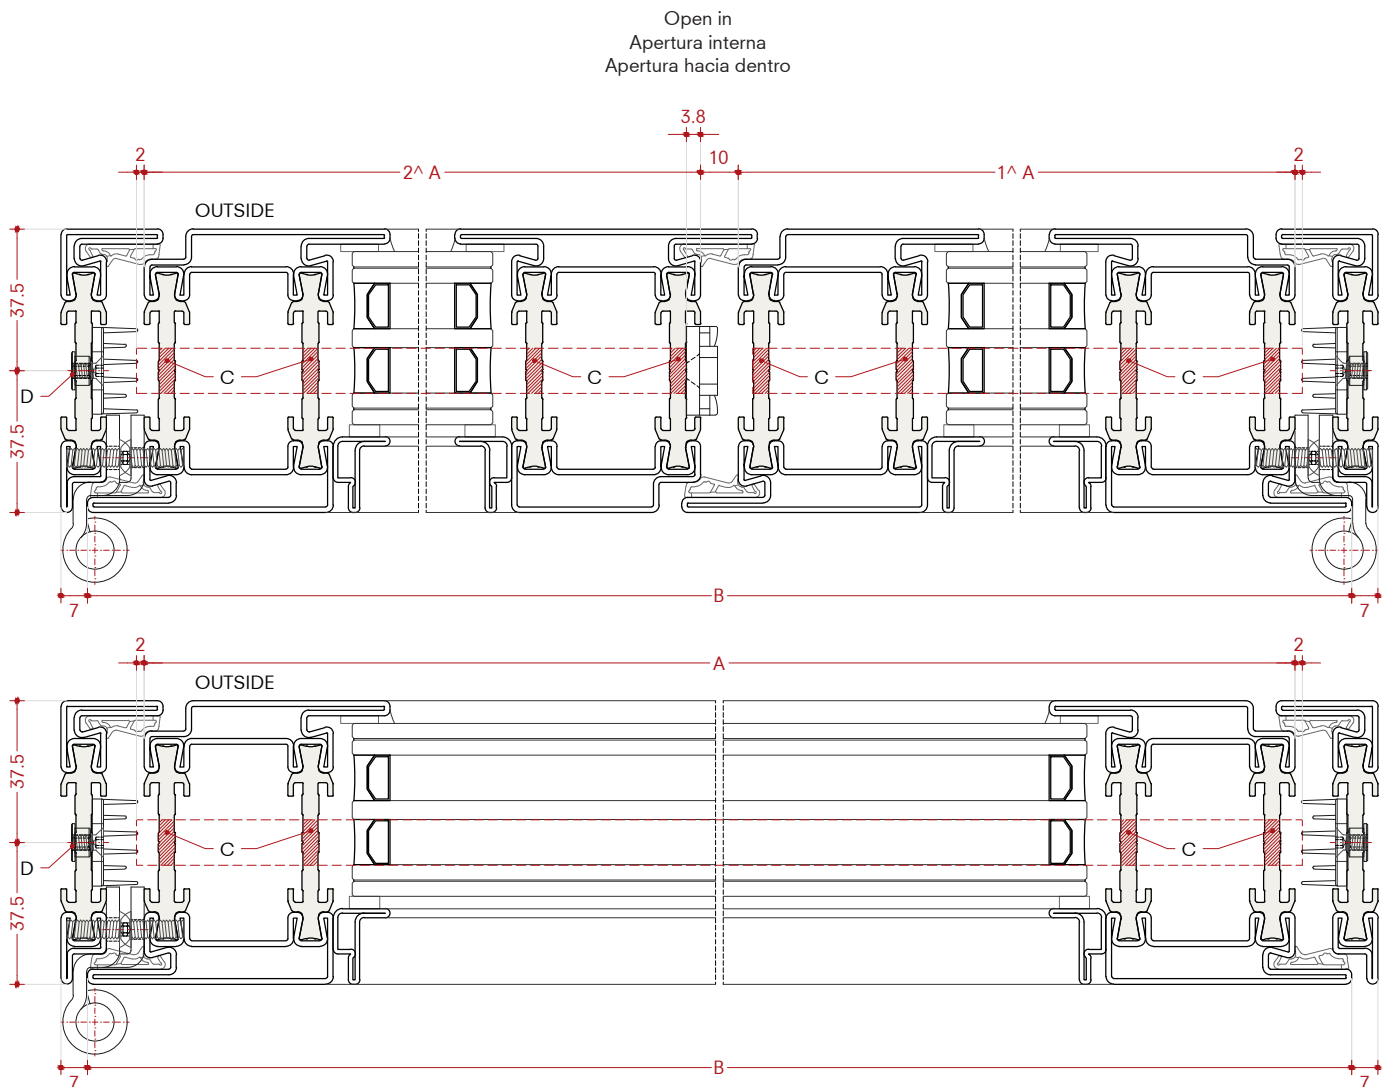 Open in
Apertura interna
Apertura hacia dentro
3.8
2
2^ A
10
1^ A
2
OUTSIDE
37.5
37.5
C
C
C
C
D
7
B
7
2
A
2
OUTSIDE
37.5
37.5
C
C
D
7
B
7